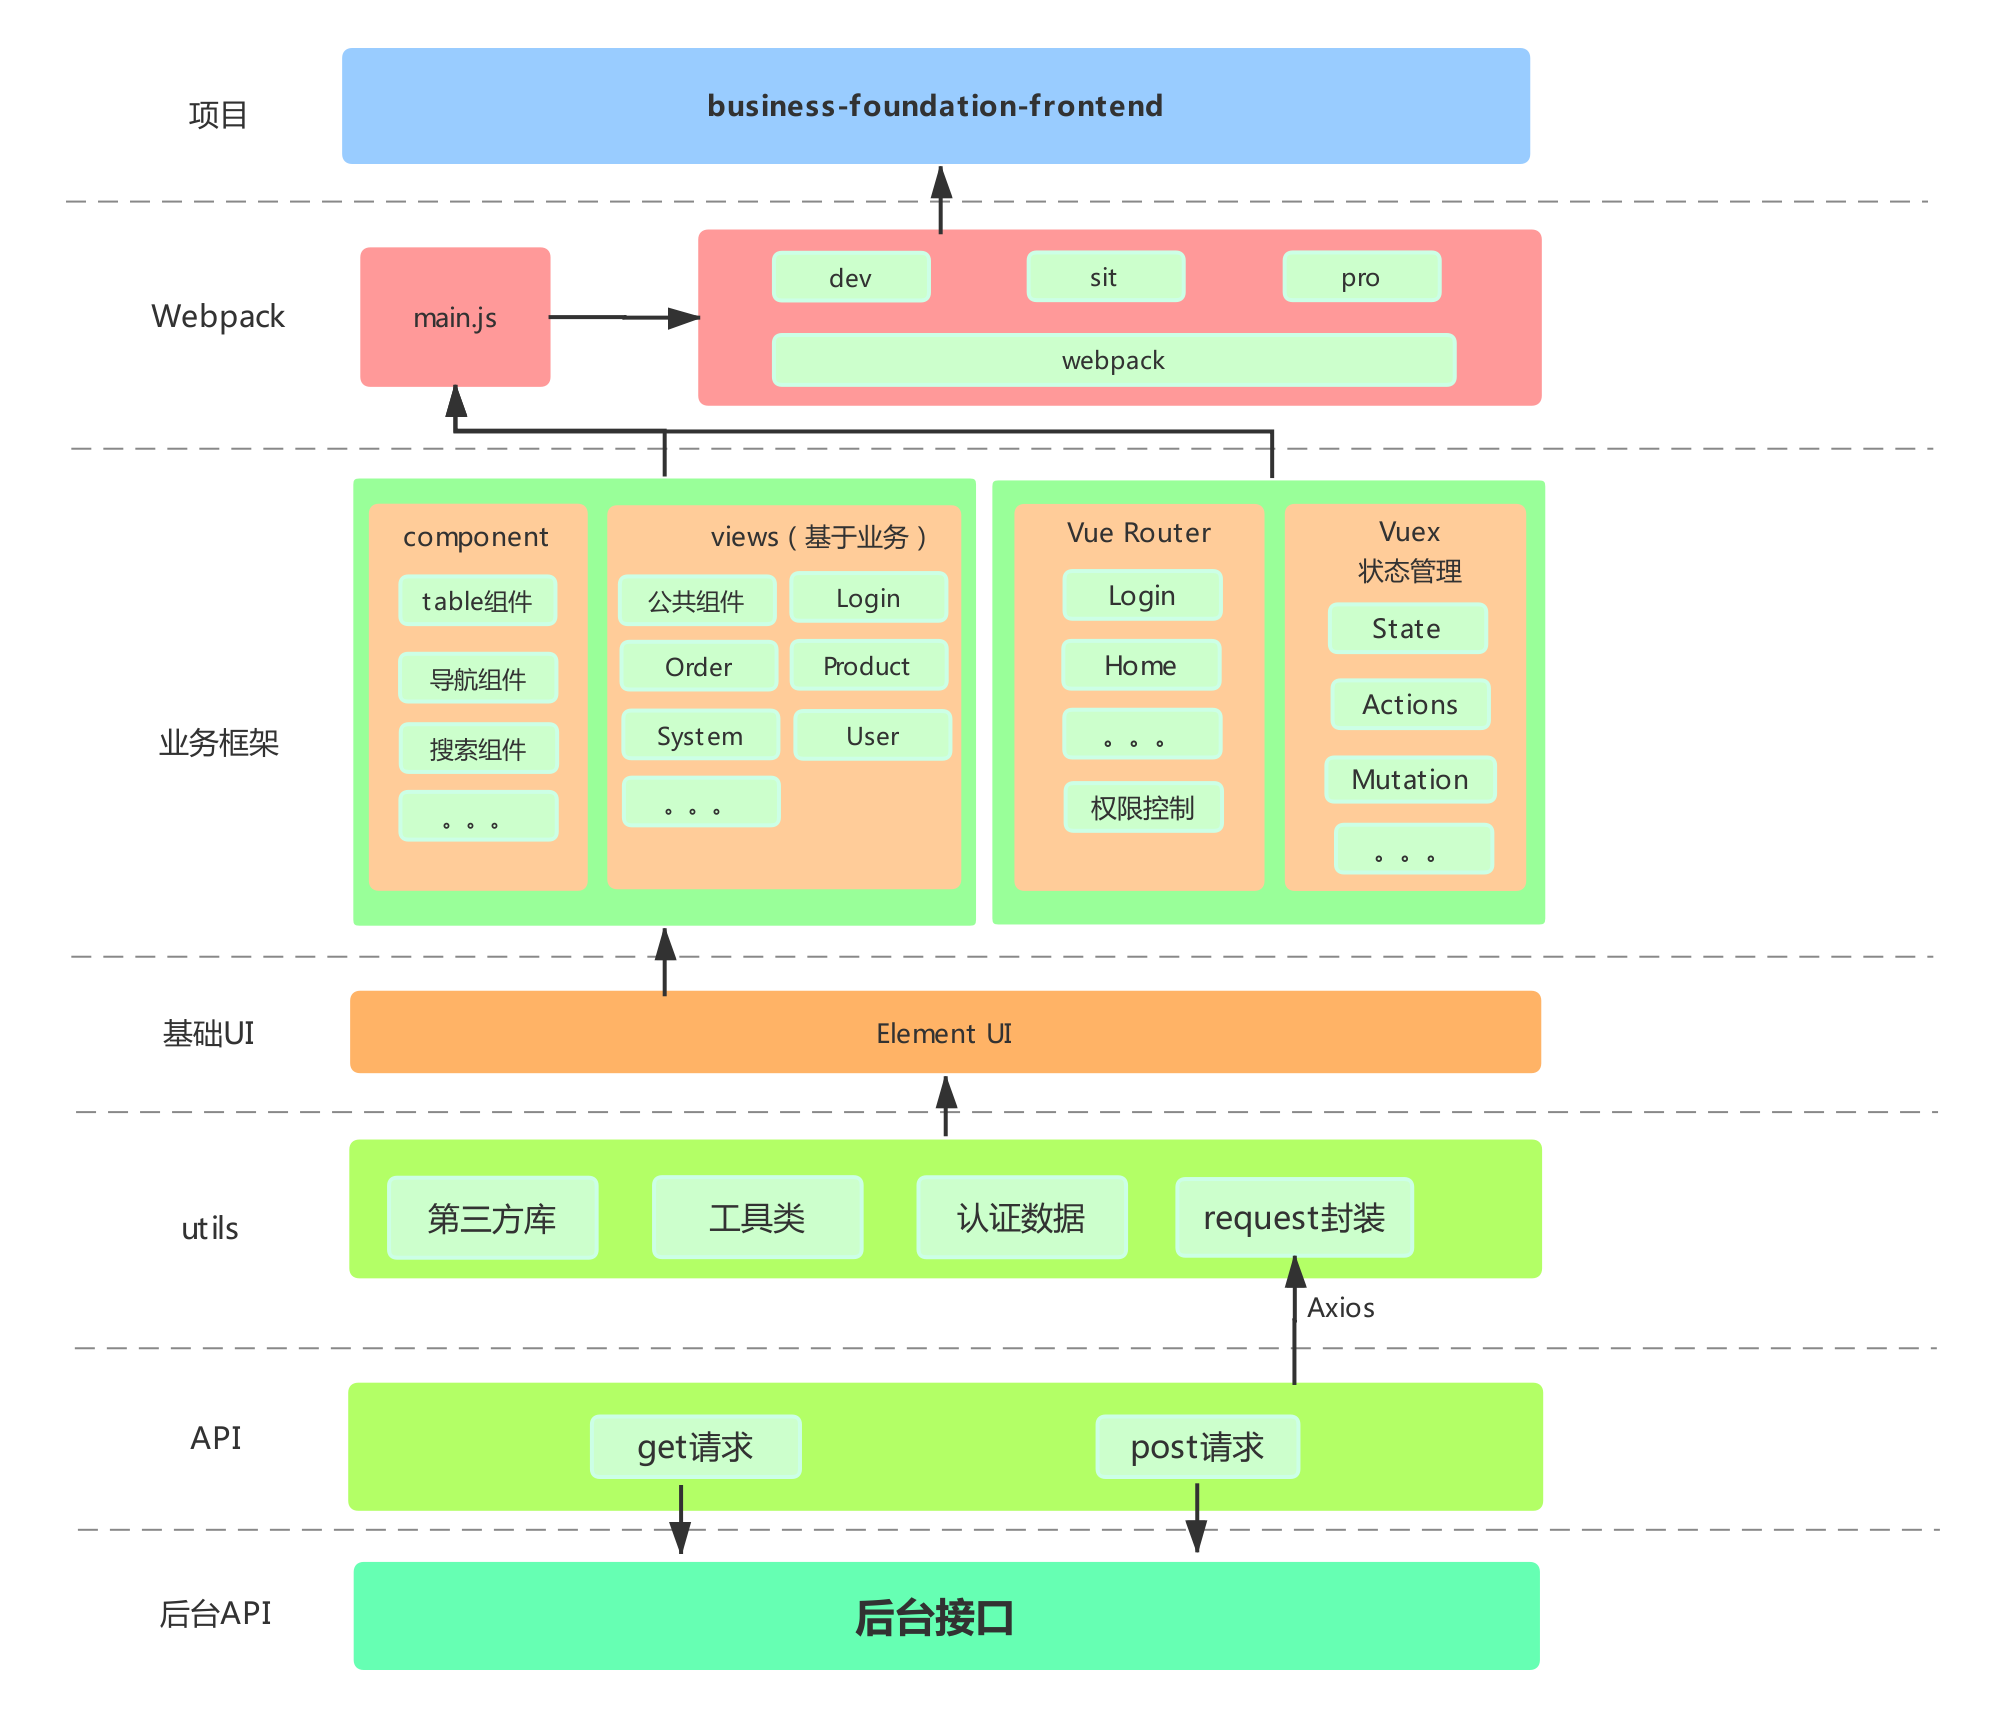 项目
business-foundation-frontend
Webpack
main.js
dev
sit
pro
webpack
业务框架
component
table组件
导航组件
搜索组件
。。。
views（基于业务）
公共组件
Login
Order
Product
System
User
。。。
Vue Router
Login
Home
。。。
权限控制
Vuex
状态管理
State
Actions
Mutation
。。。
基础UI
Element UI
utils
第三方库
工具类
认证数据
request封装
Axios
API
get请求
post请求
后台API
后台接口